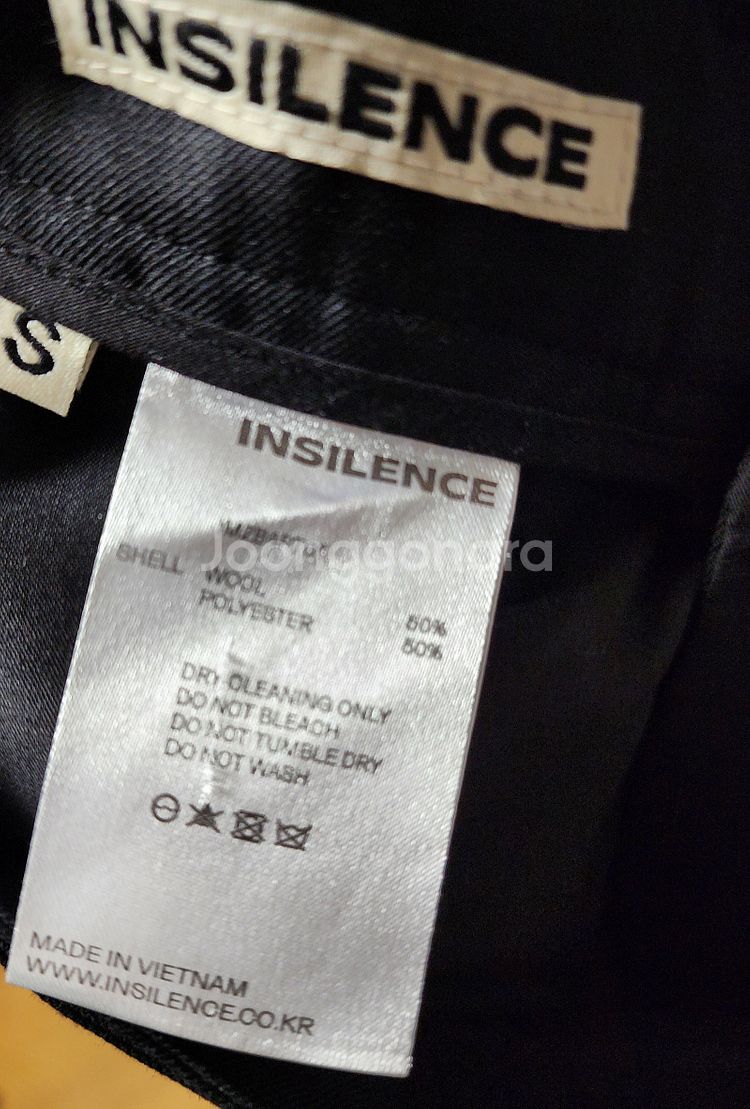 INSILENCE
S
INSILENCE
SHELL WOOL 50%
POLYESTER 50%
DRY CLEANING ONLY
DO NOT BLEACH
DO NOT TUMBLE DRY
DO NOT WASH
MADE IN VIETNAM
WWW.INSILENCE.CO.KR
Joonggonara